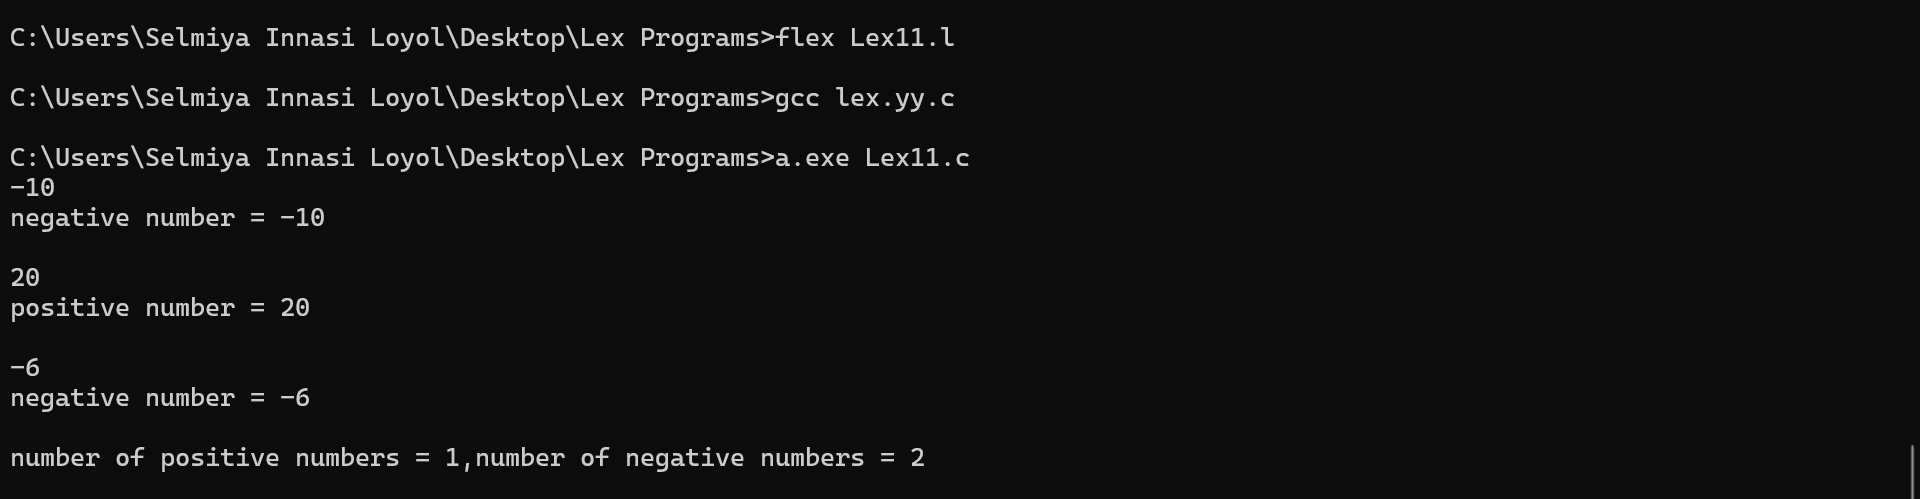 C:\Users\Selmiya Innasi Loyol\Desktop\Lex Programs>flex Lex11.l
C:\Users\Selmiya Innasi Loyol\Desktop\Lex Programs>gcc lex.yy.c
C:\Users\Selmiya Innasi Loyol\Desktop\Lex Programs>a.exe Lex11.c
-10
negative number = -10
20
positive number = 20
-6
negative number = -6
number of positive numbers = 1,number of negative numbers = 2